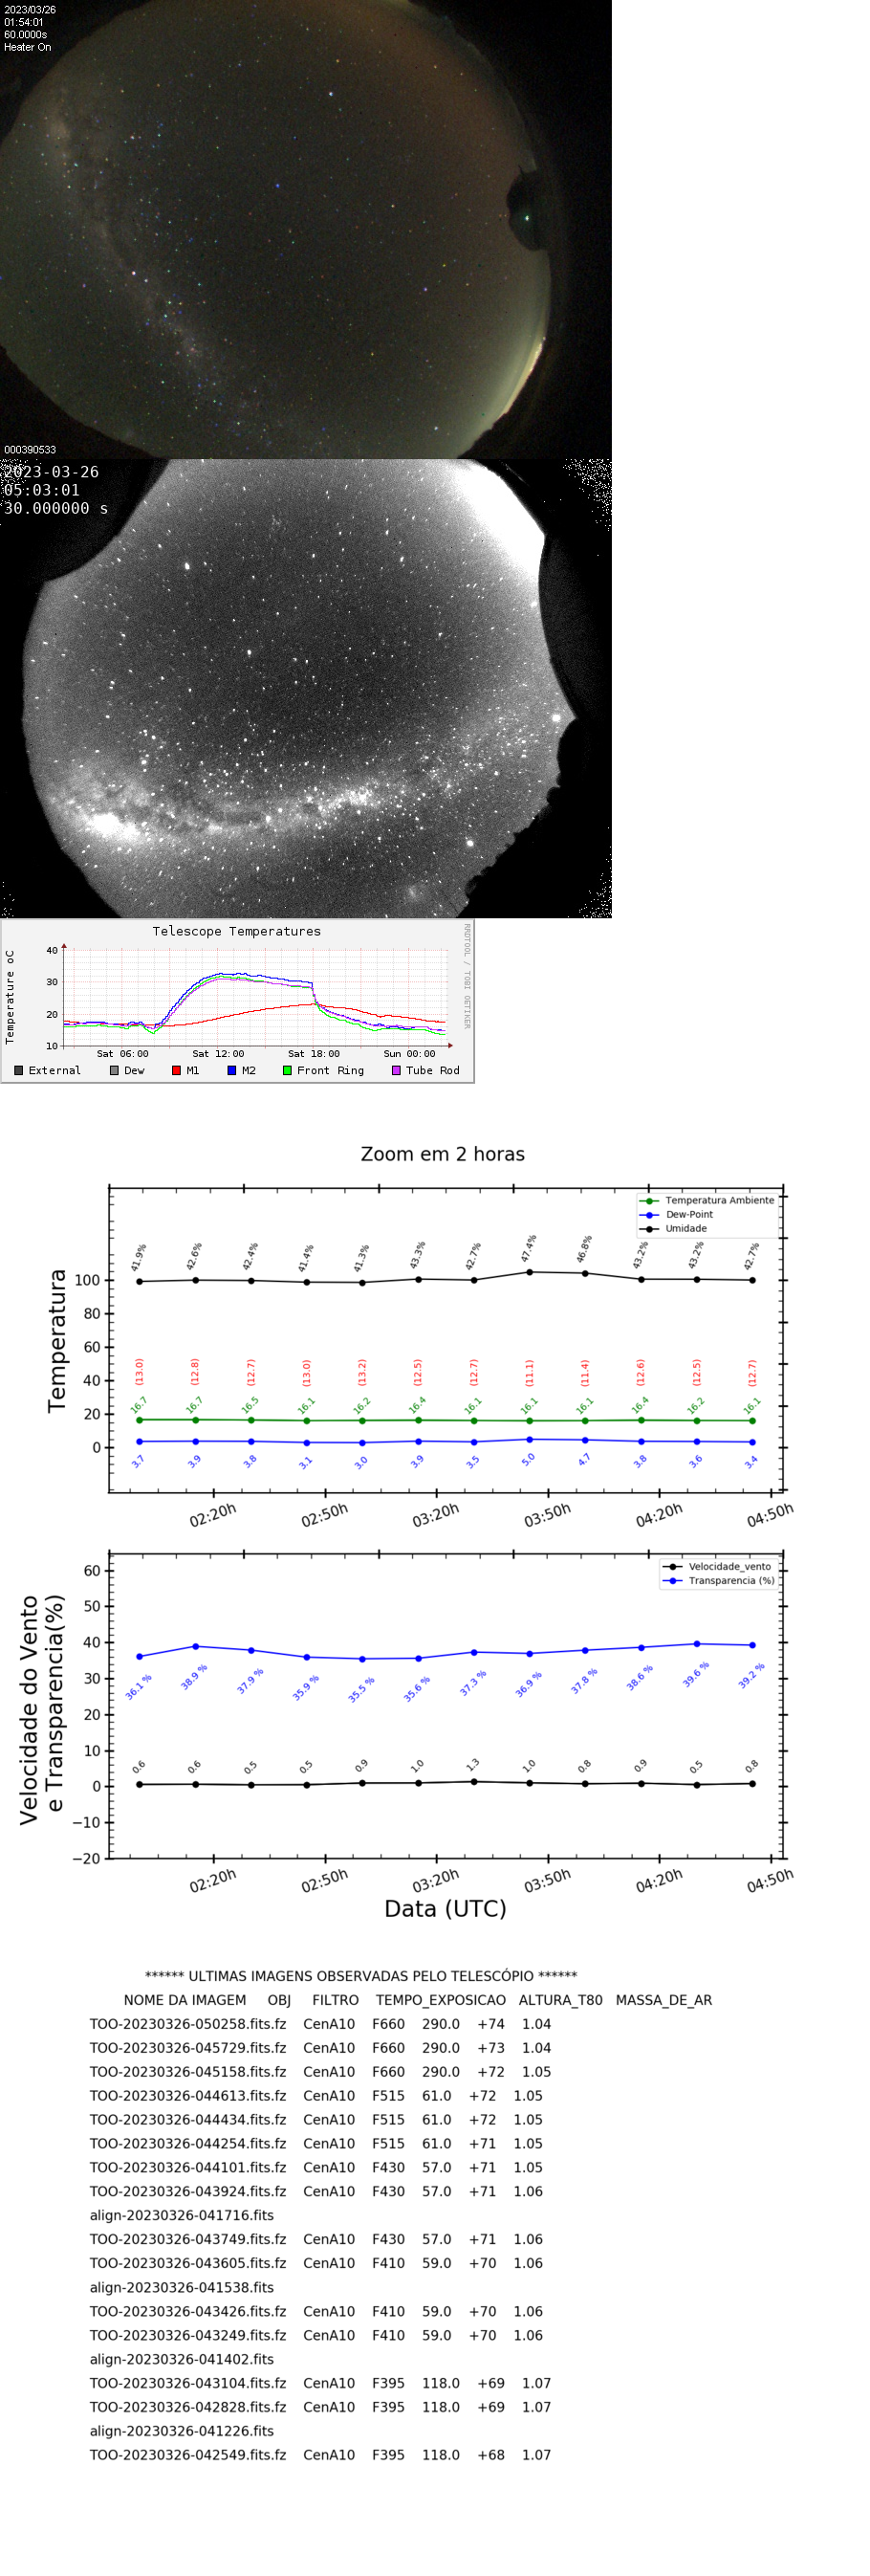 2023/03/26
01:54:01
60.0000s
Heater On
000390533
2023-03-26
05:03:01
30.000000 s
Telescope Temperatures
RRDTOOL / TOBI OETIKER
Temperature oC
40
30
20
10
Sat 06:00 Sat 12:00 Sat 18:00 Sun 00:00
External Dew M1 M2 Front Ring Tube Rod
Zoom em 2 horas
Temperatura Ambiente
Dew-Point
Umidade
Temperatura
100
80
60
40
20
0
41.9% 42.6% 42.4% 41.4% 41.3% 43.3% 42.7% 47.4% 46.8% 43.2% 43.2% 42.7%
(13.0) (12.8) (12.7) (13.0) (13.2) (12.5) (12.7) (11.1) (11.4) (12.6) (12.5) (12.7)
16.7 16.7 16.5 16.1 16.2 16.4 16.1 16.1 16.1 16.4 16.2 16.1
3.7 3.9 3.8 3.1 3.0 3.9 3.5 5.0 4.7 3.8 3.6 3.4
02:20h 02:50h 03:20h 03:50h 04:20h 04:50h
Velocidade_vento
Transparencia (%)
Velocidade do Vento
e Transparencia(%)
60
50
40
30
20
10
0
−10
−20
36.1 % 38.9 % 37.9 % 35.9 % 35.5 % 35.6 % 37.3 % 36.9 % 37.8 % 38.6 % 39.6 % 39.2 %
0.6 0.6 0.5 0.5 0.9 1.0 1.3 1.0 0.8 0.9 0.5 0.8
02:20h 02:50h 03:20h 03:50h 04:20h 04:50h
Data (UTC)
****** ULTIMAS IMAGENS OBSERVADAS PELO TELESCÓPIO ******
NOME DA IMAGEM OBJ FILTRO TEMPO_EXPOSICAO ALTURA_T80 MASSA_DE_AR
TOO-20230326-050258.fits.fz CenA10 F660 290.0 +74 1.04
TOO-20230326-045729.fits.fz CenA10 F660 290.0 +73 1.04
TOO-20230326-045158.fits.fz CenA10 F660 290.0 +72 1.05
TOO-20230326-044613.fits.fz CenA10 F515 61.0 +72 1.05
TOO-20230326-044434.fits.fz CenA10 F515 61.0 +72 1.05
TOO-20230326-044254.fits.fz CenA10 F515 61.0 +71 1.05
TOO-20230326-044101.fits.fz CenA10 F430 57.0 +71 1.05
TOO-20230326-043924.fits.fz CenA10 F430 57.0 +71 1.06
align-20230326-041716.fits
TOO-20230326-043749.fits.fz CenA10 F430 57.0 +71 1.06
TOO-20230326-043605.fits.fz CenA10 F410 59.0 +70 1.06
align-20230326-041538.fits
TOO-20230326-043426.fits.fz CenA10 F410 59.0 +70 1.06
TOO-20230326-043249.fits.fz CenA10 F410 59.0 +70 1.06
align-20230326-041402.fits
TOO-20230326-043104.fits.fz CenA10 F395 118.0 +69 1.07
TOO-20230326-042828.fits.fz CenA10 F395 118.0 +69 1.07
align-20230326-041226.fits
TOO-20230326-042549.fits.fz CenA10 F395 118.0 +68 1.07